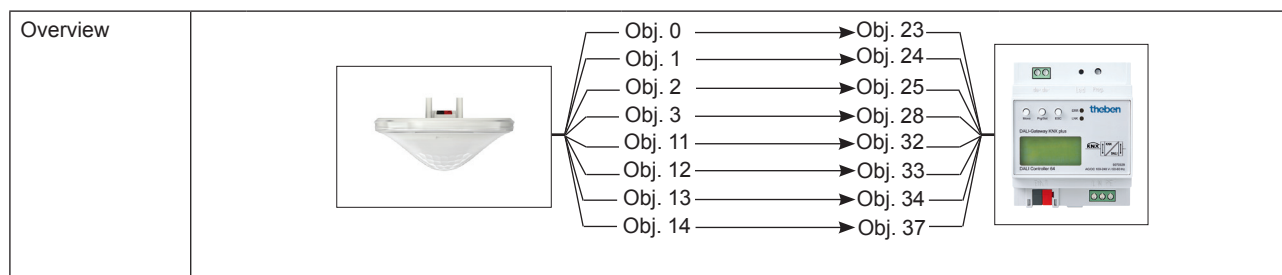 Overview
Obj. 0 Obj. 23
Obj. 1 Obj. 24
Obj. 2 Obj. 25
Obj. 3 Obj. 28
Obj. 11 Obj. 32
Obj. 12 Obj. 33
Obj. 13 Obj. 34
Obj. 14 Obj. 37
theben
DALI-Gateway KNX plus
KNX
DALI Controller 64